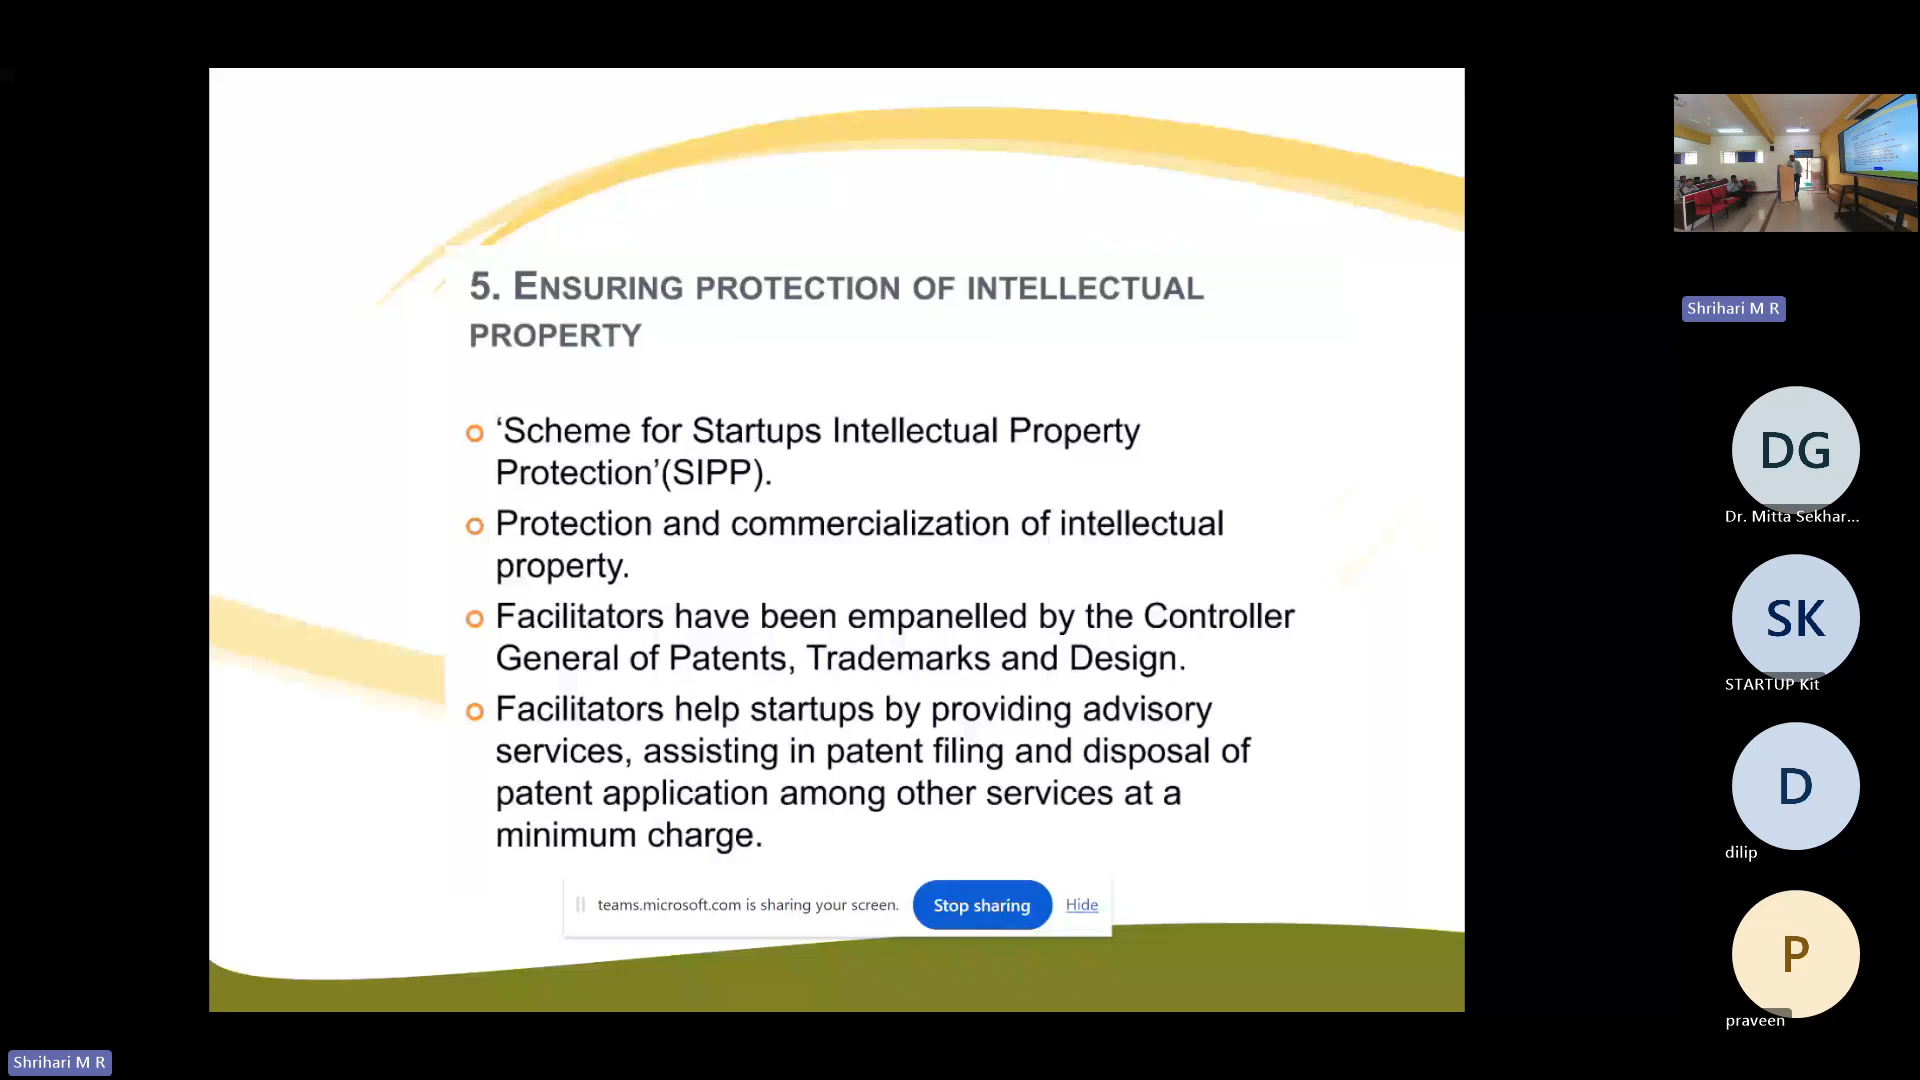 5. ENSURING PROTECTION OF INTELLECTUAL
PROPERTY
‘Scheme for Startups Intellectual Property
Protection’(SIPP).
Protection and commercialization of intellectual
property.
Facilitators have been empanelled by the Controller
General of Patents, Trademarks and Design.
Facilitators help startups by providing advisory
services, assisting in patent filing and disposal of
patent application among other services at a
minimum charge.
teams.microsoft.com is sharing your screen. Stop sharing Hide
Shrihari M R
Shrihari M R
DG
Dr. Mitta Sekhar...
SK
STARTUP Kit
D
dilip
P
praveen